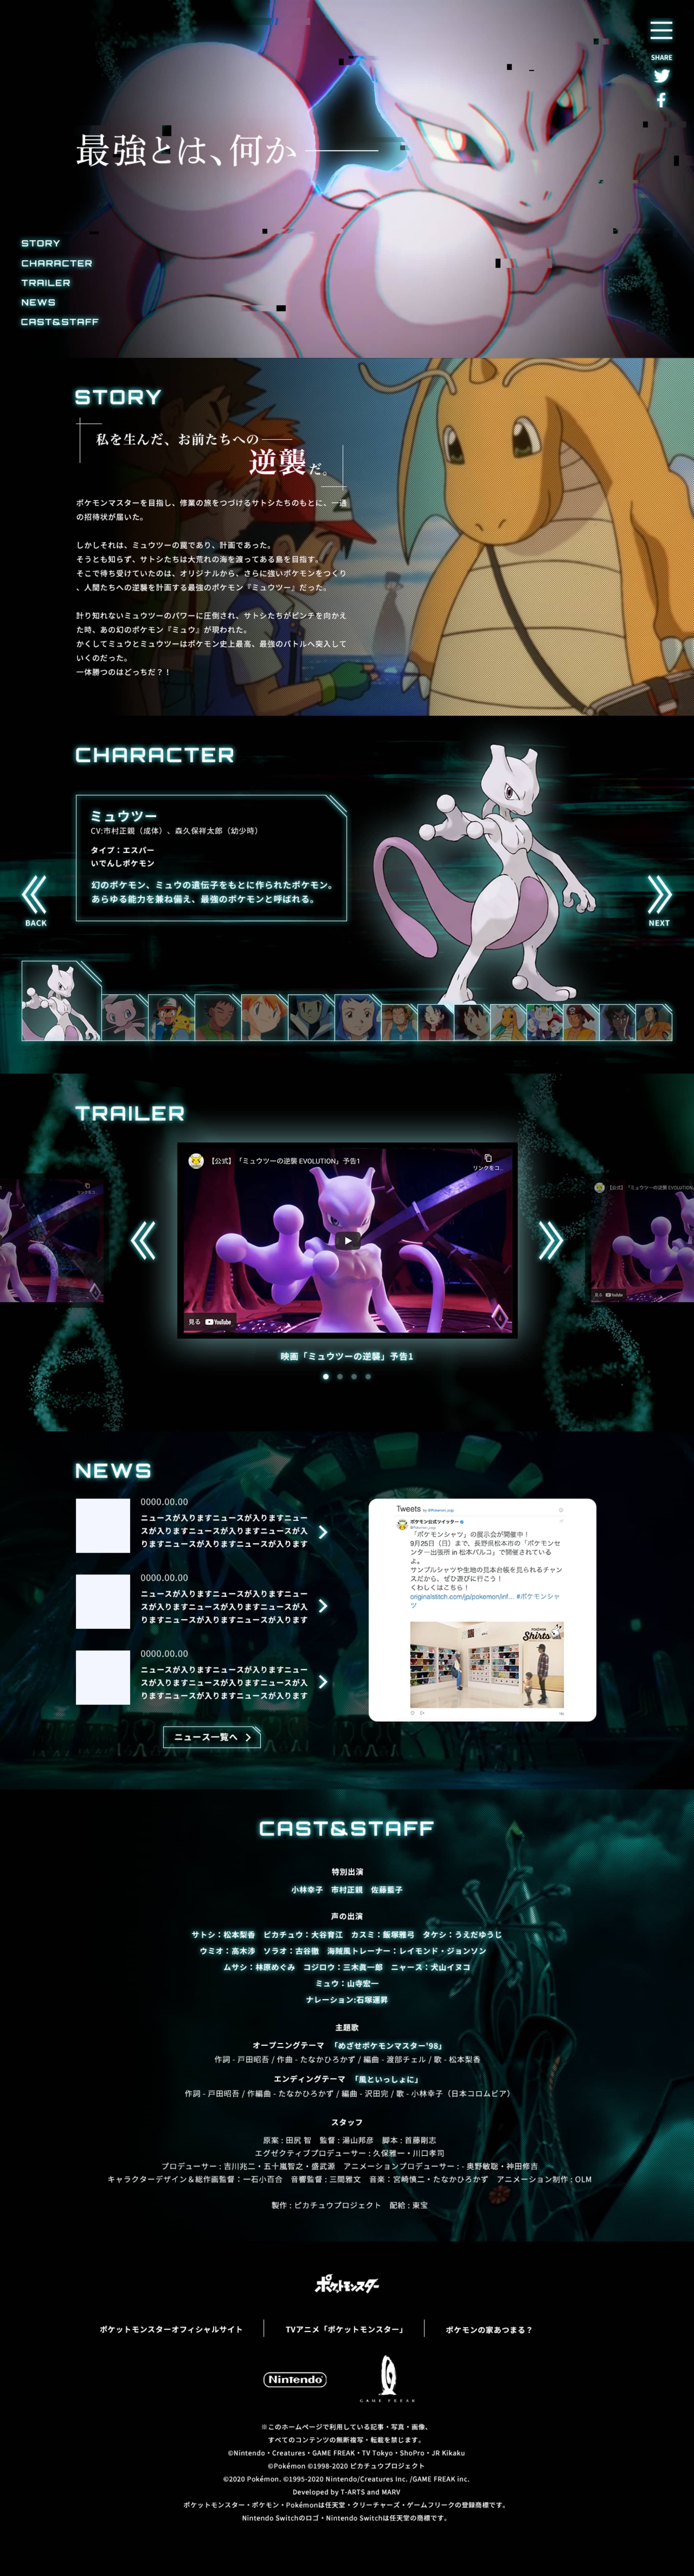 SHARE
最強とは、何か
STORY
CHARACTER
TRAILER
NEWS
CAST&STAFF
STORY
私を生んだ、お前たちへの
逆襲だ。
ポケモンマスターを目指し、修業の旅をつづけるサトシたちのもとに、一通
の招待状が届いた。
しかしそれは、ミュウツーの罠であり、計画であった。
そうとも知らず、サトシたちは大荒れの海を渡ってある島を目指す。
そこで待ち受けていたのは、オリジナルから、さらに強いポケモンをつくり
、人間たちへの逆襲を計画する最強のポケモン『ミュウツー』だった。
計り知れないミュウツーのパワーに圧倒され、サトシたちがピンチを向かえ
た時、あの幻のポケモン『ミュウ』が現われた。
かくしてミュウとミュウツーはポケモン史上最高、最強のバトルへ突入して
いくのだった。
一体勝つのはどっちだ？！
CHARACTER
ミュウツー
CV:市村正親（成体）、森久保祥太郎（幼少時）
タイプ：エスパー
いでんしポケモン
幻のポケモン、ミュウの遺伝子をもとに作られたポケモン。
あらゆる能力を兼ね備え、最強のポケモンと呼ばれる。
BACK
NEXT
TRAILER
【公式】「ミュウツーの逆襲 EVOLUTION」予告1
リンクをコ...
見る YouTube
映画「ミュウツーの逆襲」予告1
NEWS
0000.00.00
ニュースが入りますニュースが入りますニュー
スが入りますニュースが入りますニュースが入
りますニュースが入りますニュースが入ります
0000.00.00
ニュースが入りますニュースが入りますニュー
スが入りますニュースが入りますニュースが入
りますニュースが入りますニュースが入ります
0000.00.00
ニュースが入りますニュースが入りますニュー
スが入りますニュースが入りますニュースが入
りますニュースが入りますニュースが入ります
ニュース一覧へ
Tweets by @Pokemon_cojp
ポケモン公式ツイッター
@Pokemon_cojp
「ポケモンシャツ」の展示会が開催中！
9月25日（日）まで、長野県松本市の「ポケモンセ
ンター出張所 in 松本パルコ」で開催されている
よ。
サンプルシャツや生地の見本台帳を見られるチャン
スだから、ぜひ遊びに行こう！
くわしくはこちら！
originalstitch.com/jp/pokemon/inf... #ポケモンシャ
ツ
Shirts
CAST&STAFF
特別出演
小林幸子　市村正親　佐藤藍子
声の出演
サトシ：松本梨香　ピカチュウ：大谷育江　カスミ：飯塚雅弓　タケシ：うえだゆうじ
ウミオ：高木渉　ソラオ：古谷徹　海賊風トレーナー：レイモンド・ジョンソン
ムサシ：林原めぐみ　コジロウ：三木眞一郎　ニャース：犬山イヌコ
ミュウ：山寺宏一
ナレーション:石塚運昇
主題歌
オープニングテーマ　「めざせポケモンマスター'98」
作詞 - 戸田昭吾 / 作曲 - たなかひろかず / 編曲 - 渡部チェル / 歌 - 松本梨香
エンディングテーマ　「風といっしょに」
作詞 - 戸田昭吾 / 作編曲 - たなかひろかず / 編曲 - 沢田完 / 歌 - 小林幸子（日本コロムビア）
スタッフ
原案：田尻 智　監督：湯山邦彦　脚本：首藤剛志
エグゼクティブプロデューサー：久保雅一・川口孝司
プロデューサー：吉川兆二・五十嵐智之・盛武源　アニメーションプロデューサー：- 奥野敏聡・神田修吉
キャラクターデザイン＆総作画監督：一石小百合　音響監督：三間雅文　音楽：宮崎慎二・たなかひろかず　アニメーション制作：OLM
製作：ピカチュウプロジェクト　配給：東宝
ポケットモンスター
ポケットモンスターオフィシャルサイト
TVアニメ「ポケットモンスター」
ポケモンの家あつまる？
Nintendo
GAME FREAK
※このホームページで利用している記事・写真・画像、
すべてのコンテンツの無断複写・転載を禁じます。
©Nintendo・Creatures・GAME FREAK・TV Tokyo・ShoPro・JR Kikaku
©Pokémon ©1998-2020 ピカチュウプロジェクト
©2020 Pokémon. ©1995-2020 Nintendo/Creatures Inc. /GAME FREAK inc.
Developed by T-ARTS and MARV
ポケットモンスター・ポケモン・Pokémonは任天堂・クリーチャーズ・ゲームフリークの登録商標です。
Nintendo Switchのロゴ・Nintendo Switchは任天堂の商標です。